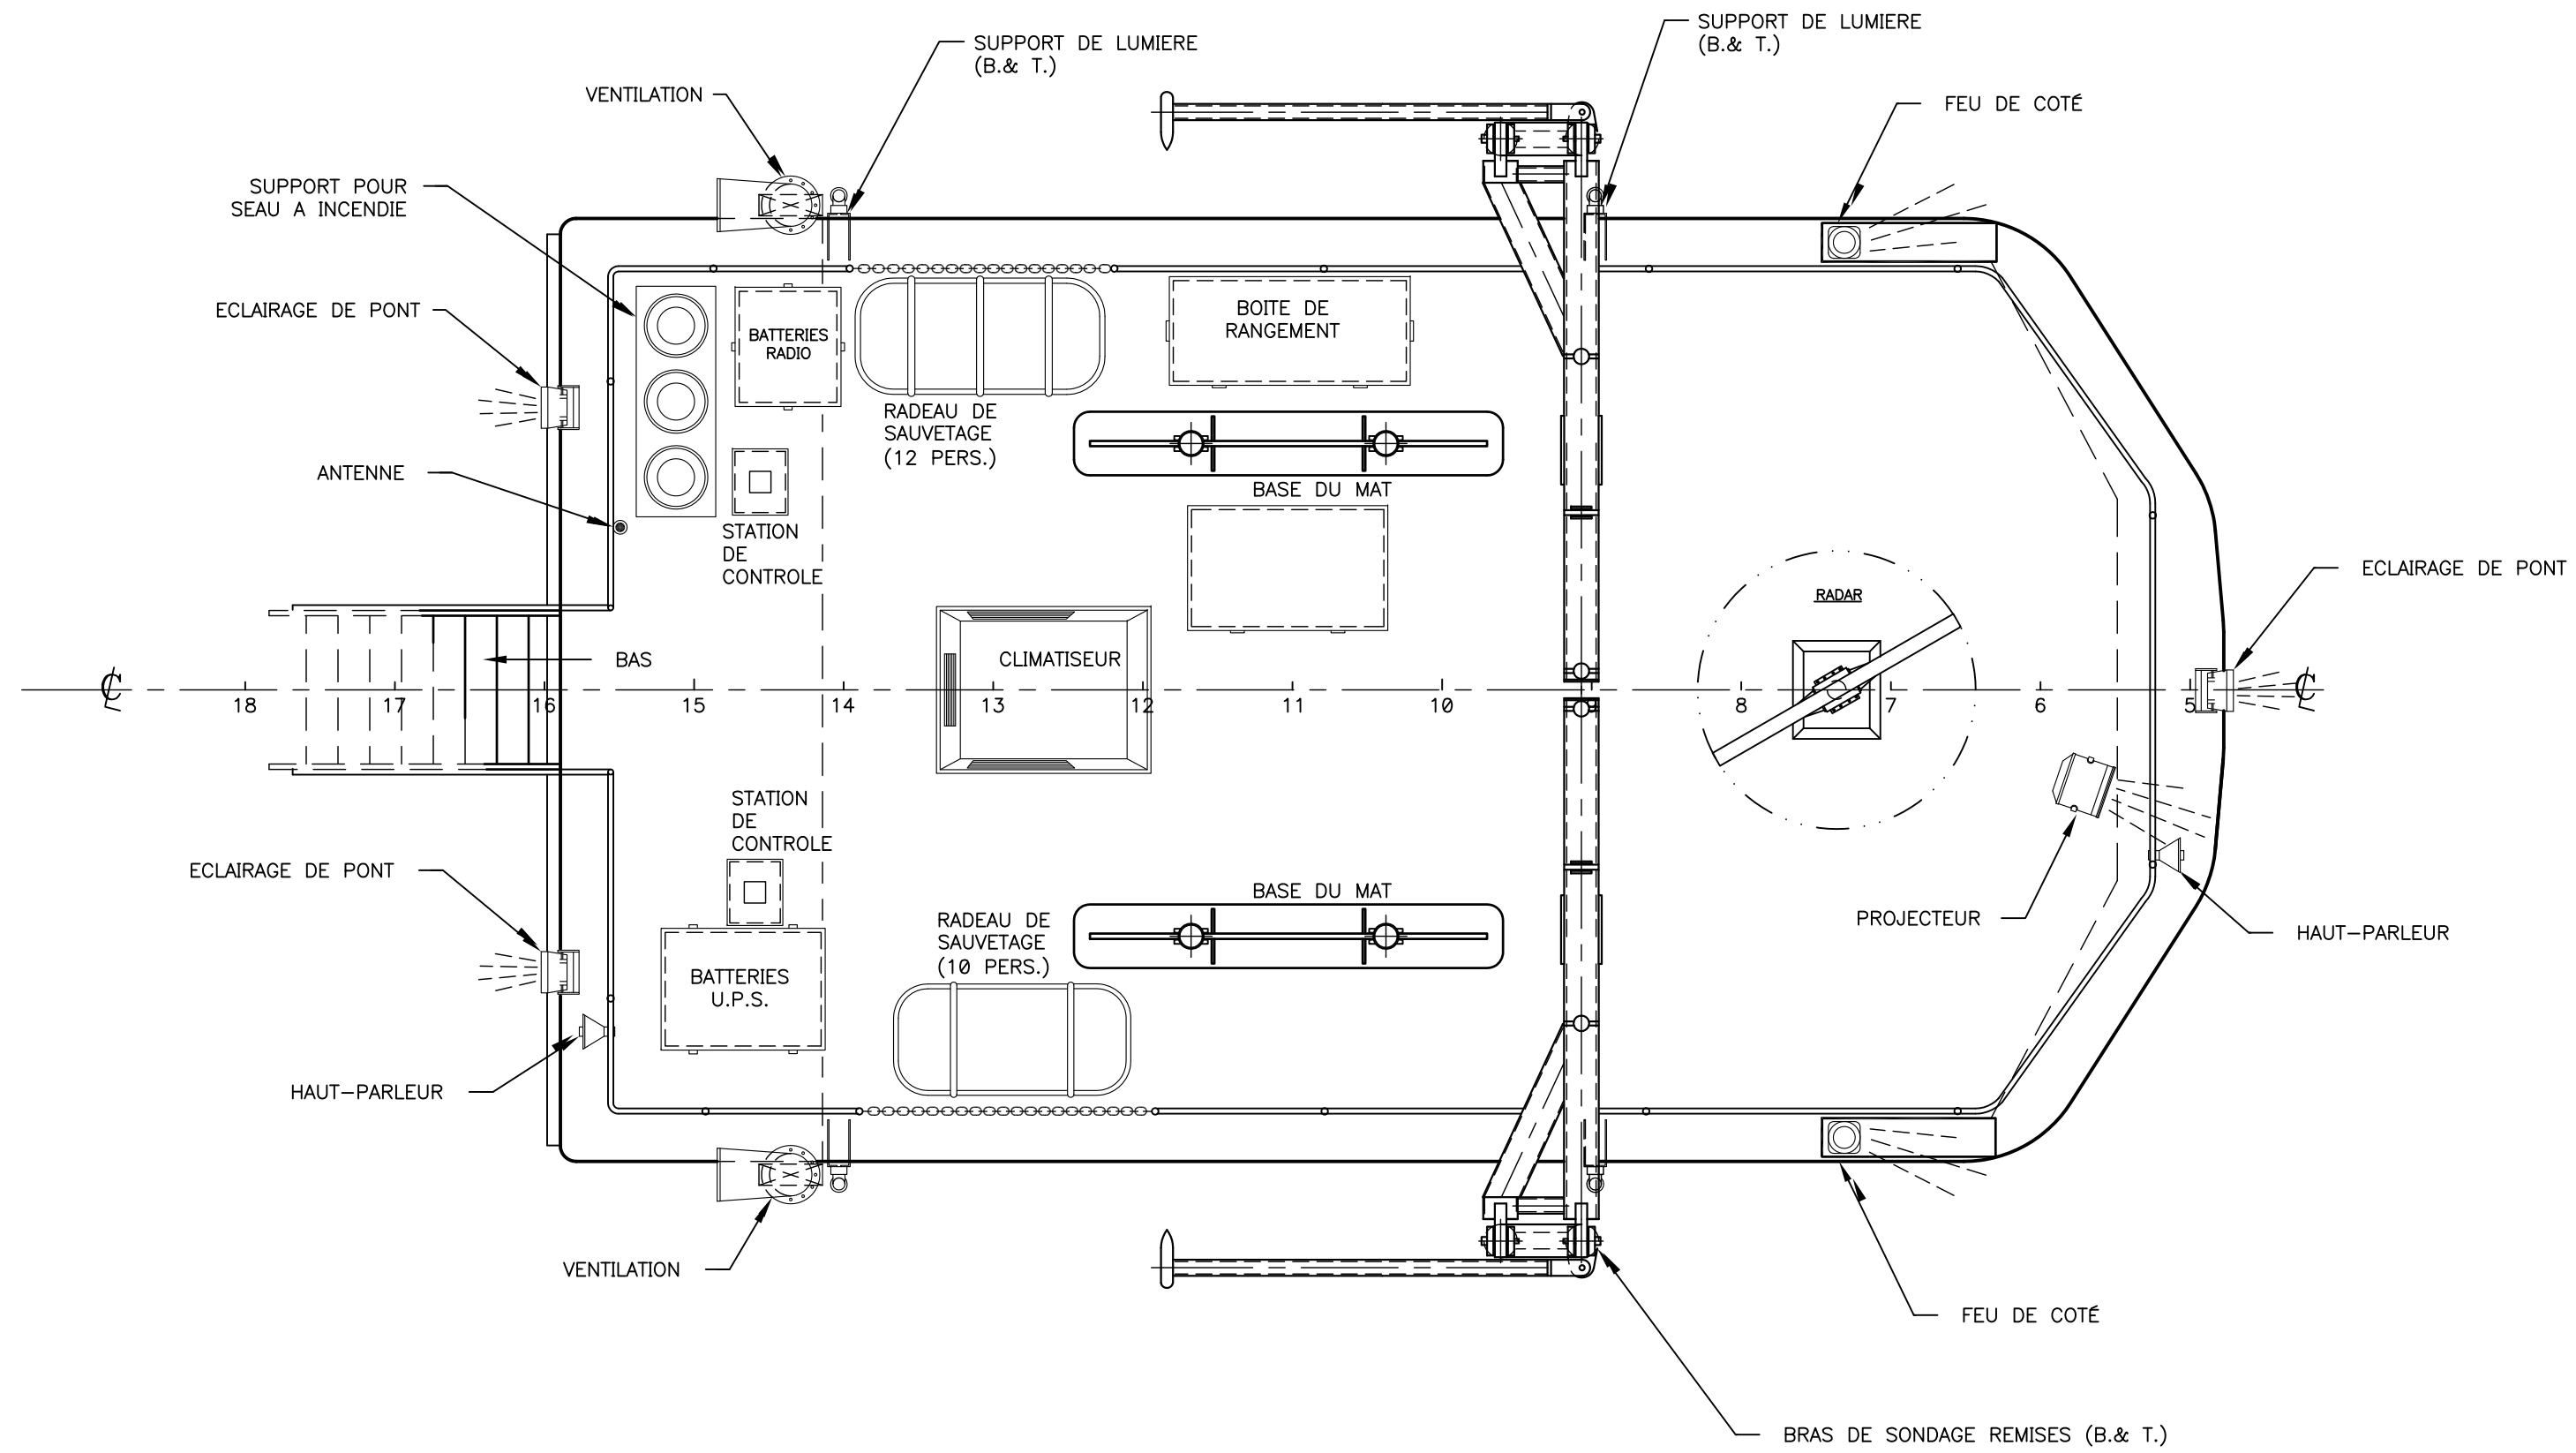 SUPPORT DE LUMIERE
(B.& T.)
SUPPORT DE LUMIERE
(B.& T.)
VENTILATION
FEU DE COTÉ
SUPPORT POUR
SEAU A INCENDIE
ECLAIRAGE DE PONT
BATTERIES
RADIO
BOITE DE
RANGEMENT
RADEAU DE
SAUVETAGE
(12 PERS.)
ANTENNE
BASE DU MAT
STATION
DE
CONTROLE
ECLAIRAGE DE PONT
RADAR
BAS
CLIMATISEUR
℄
18
17
16
15
14
13
12
11
10
8
7
6
5
℄
STATION
DE
CONTROLE
ECLAIRAGE DE PONT
BASE DU MAT
RADEAU DE
SAUVETAGE
(10 PERS.)
PROJECTEUR
HAUT-PARLEUR
BATTERIES
U.P.S.
HAUT-PARLEUR
VENTILATION
FEU DE COTÉ
BRAS DE SONDAGE REMISES (B.& T.)